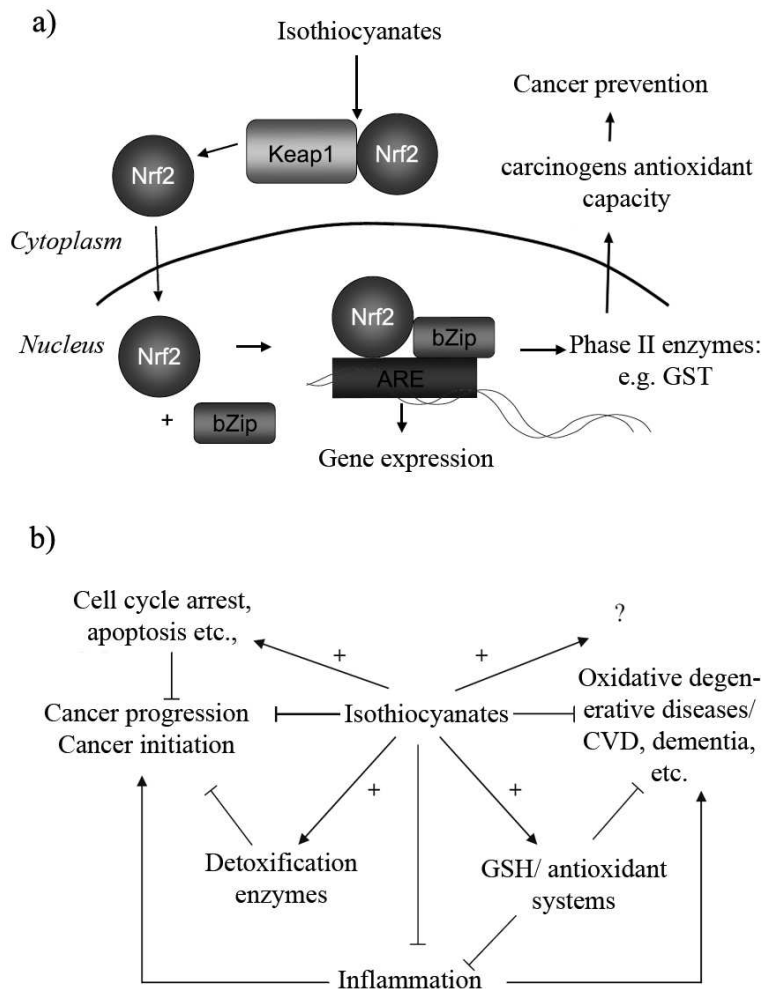 a)
Isothiocyanates
Cancer prevention
Keap1
Nrf2
Nrf2
carcinogens antioxidant
capacity
Cytoplasm
Nucleus
Nrf2
+
bZip
Nrf2
bZip
ARE
Gene expression
Phase II enzymes:
e.g. GST
b)
Cell cycle arrest,
apoptosis etc.,
+
+
?
Cancer progression
Cancer initiation
Isothiocyanates
Oxidative degen-
erative diseases/
CVD, dementia,
etc.
+
+
Detoxification
enzymes
GSH/ antioxidant
systems
Inflammation